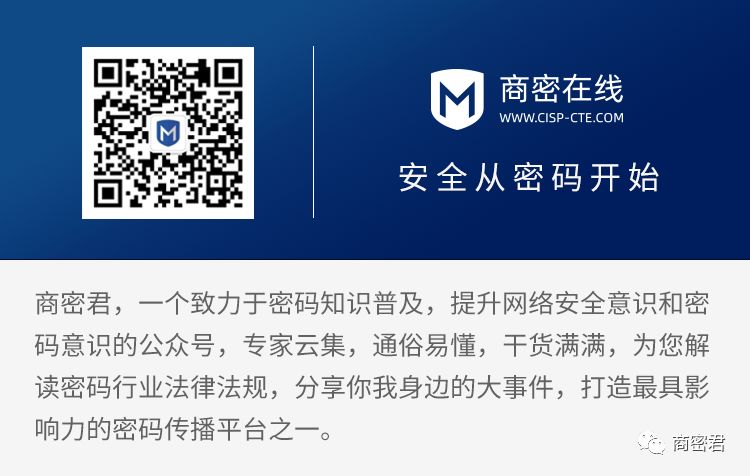 商密在线
WWW.CISP-CTE.COM
安全从密码开始
商密君，一个致力于密码知识普及，提升网络安全意识和密
码意识的公众号，专家云集，通俗易懂，干货满满，为您解
读密码行业法律法规，分享你我身边的大事件，打造最具影
响力的密码传播平台之一。
商密君